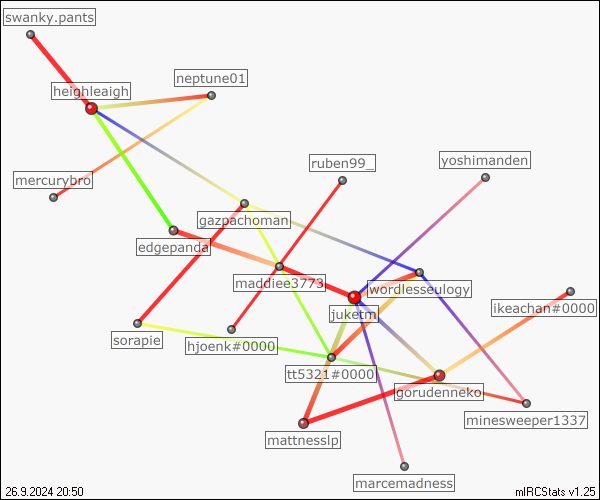 swanky.pants
neptune01
heighleaigh
ruben99_
yoshimanden
mercurybro
gazpachoman
edgepanda
maddiee3773
wordlesseulogy
ikeachan#0000
juketm
sorapie
hjoenk#0000
tt5321#0000
gorudenneko
minesweeper1337
mattnesslp
marcemadness
26.9.2024 20:50
mIRCStats v1.25